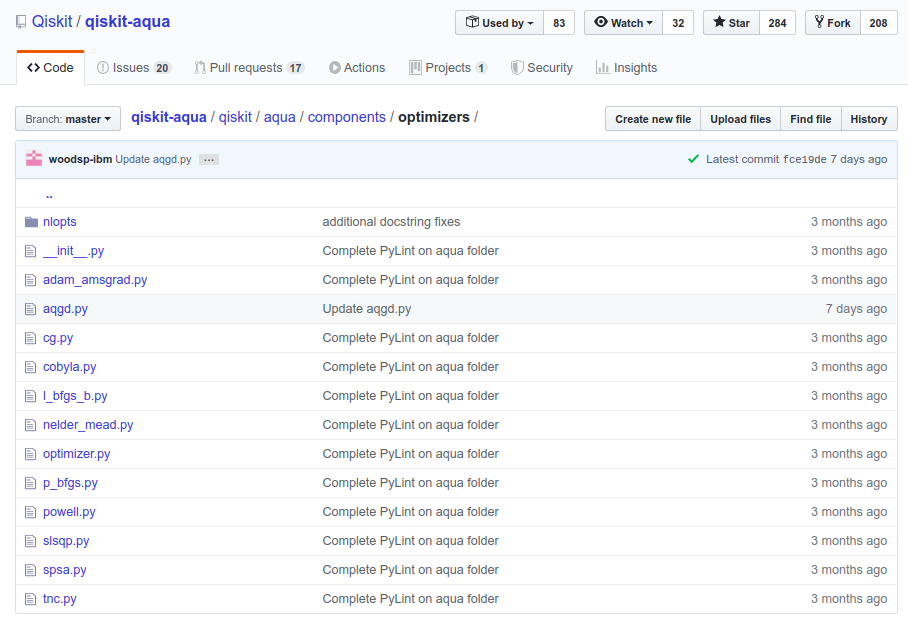 Qiskit / qiskit-aqua
Used by 83 Watch 32 Star 284 Fork 208
Code Issues 20 Pull requests 17 Actions Projects 1 Security Insights
Branch: master qiskit-aqua / qiskit / aqua / components / optimizers / Create new file Upload files Find file History
woodsp-ibm Update aqgd.py ... Latest commit fce19de 7 days ago
..
nlopts additional docstring fixes 3 months ago
__init__.py Complete PyLint on aqua folder 3 months ago
adam_amsgrad.py Complete PyLint on aqua folder 3 months ago
aqgd.py Update aqgd.py 7 days ago
cg.py Complete PyLint on aqua folder 3 months ago
cobyla.py Complete PyLint on aqua folder 3 months ago
l_bfgs_b.py Complete PyLint on aqua folder 3 months ago
nelder_mead.py Complete PyLint on aqua folder 3 months ago
optimizer.py Complete PyLint on aqua folder 3 months ago
p_bfgs.py Complete PyLint on aqua folder 3 months ago
powell.py Complete PyLint on aqua folder 3 months ago
slsqp.py Complete PyLint on aqua folder 3 months ago
spsa.py Complete PyLint on aqua folder 3 months ago
tnc.py Complete PyLint on aqua folder 3 months ago